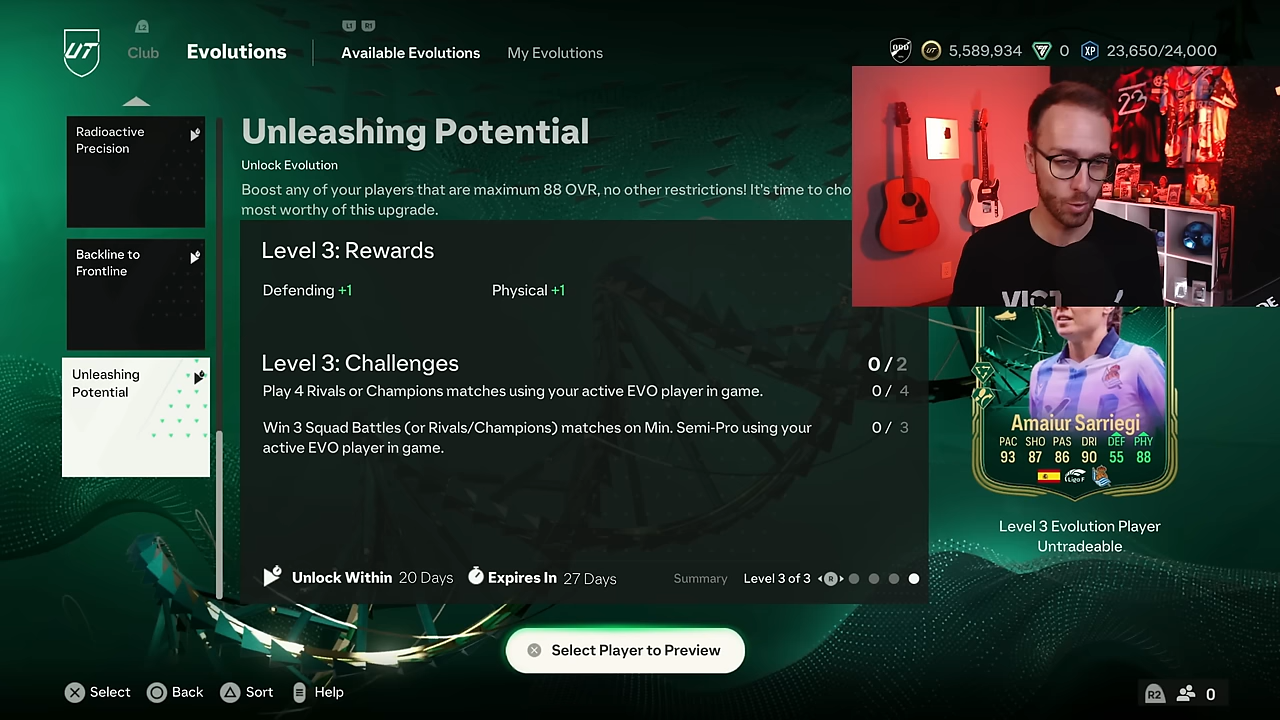 L2
L1 R1
UT
Club
Evolutions
Available Evolutions
My Evolutions
UT 5,589,934
0
XP 23,650/24,000
Radioactive
Precision
Backline to
Frontline
Unleashing
Potential
Unleashing Potential
Unlock Evolution
Boost any of your players that are maximum 88 OVR, no other restrictions! It's time to cho
most worthy of this upgrade.
Level 3: Rewards
Defending +1
Physical +1
Level 3: Challenges
0 / 2
Play 4 Rivals or Champions matches using your active EVO player in game.
0 / 4
Win 3 Squad Battles (or Rivals/Champions) matches on Min. Semi-Pro using your
active EVO player in game.
0 / 3
Unlock Within 20 Days
Expires In 27 Days
Summary
Level 3 of 3
R
23
Amaiur Sarriegi
PAC SHO PAS DRI DEF PHY
93 87 86 90 55 88
Liga F
Level 3 Evolution Player
Untradeable
Select Player to Preview
Select
Back
Sort
Help
R2
0